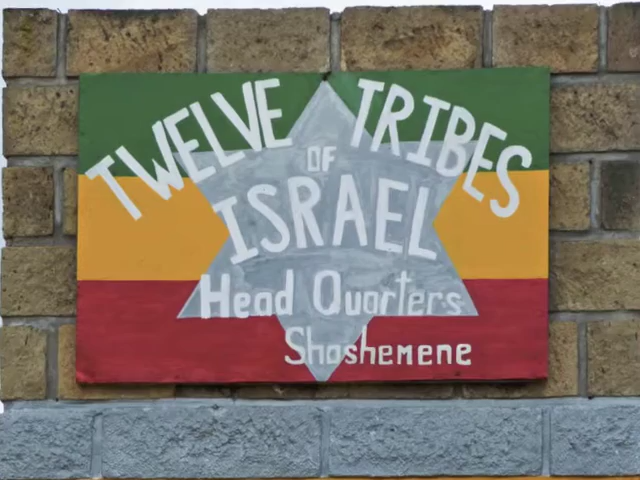 TWELVE TRIBES
OF
ISRAEL
Head Quarters
Shashemene